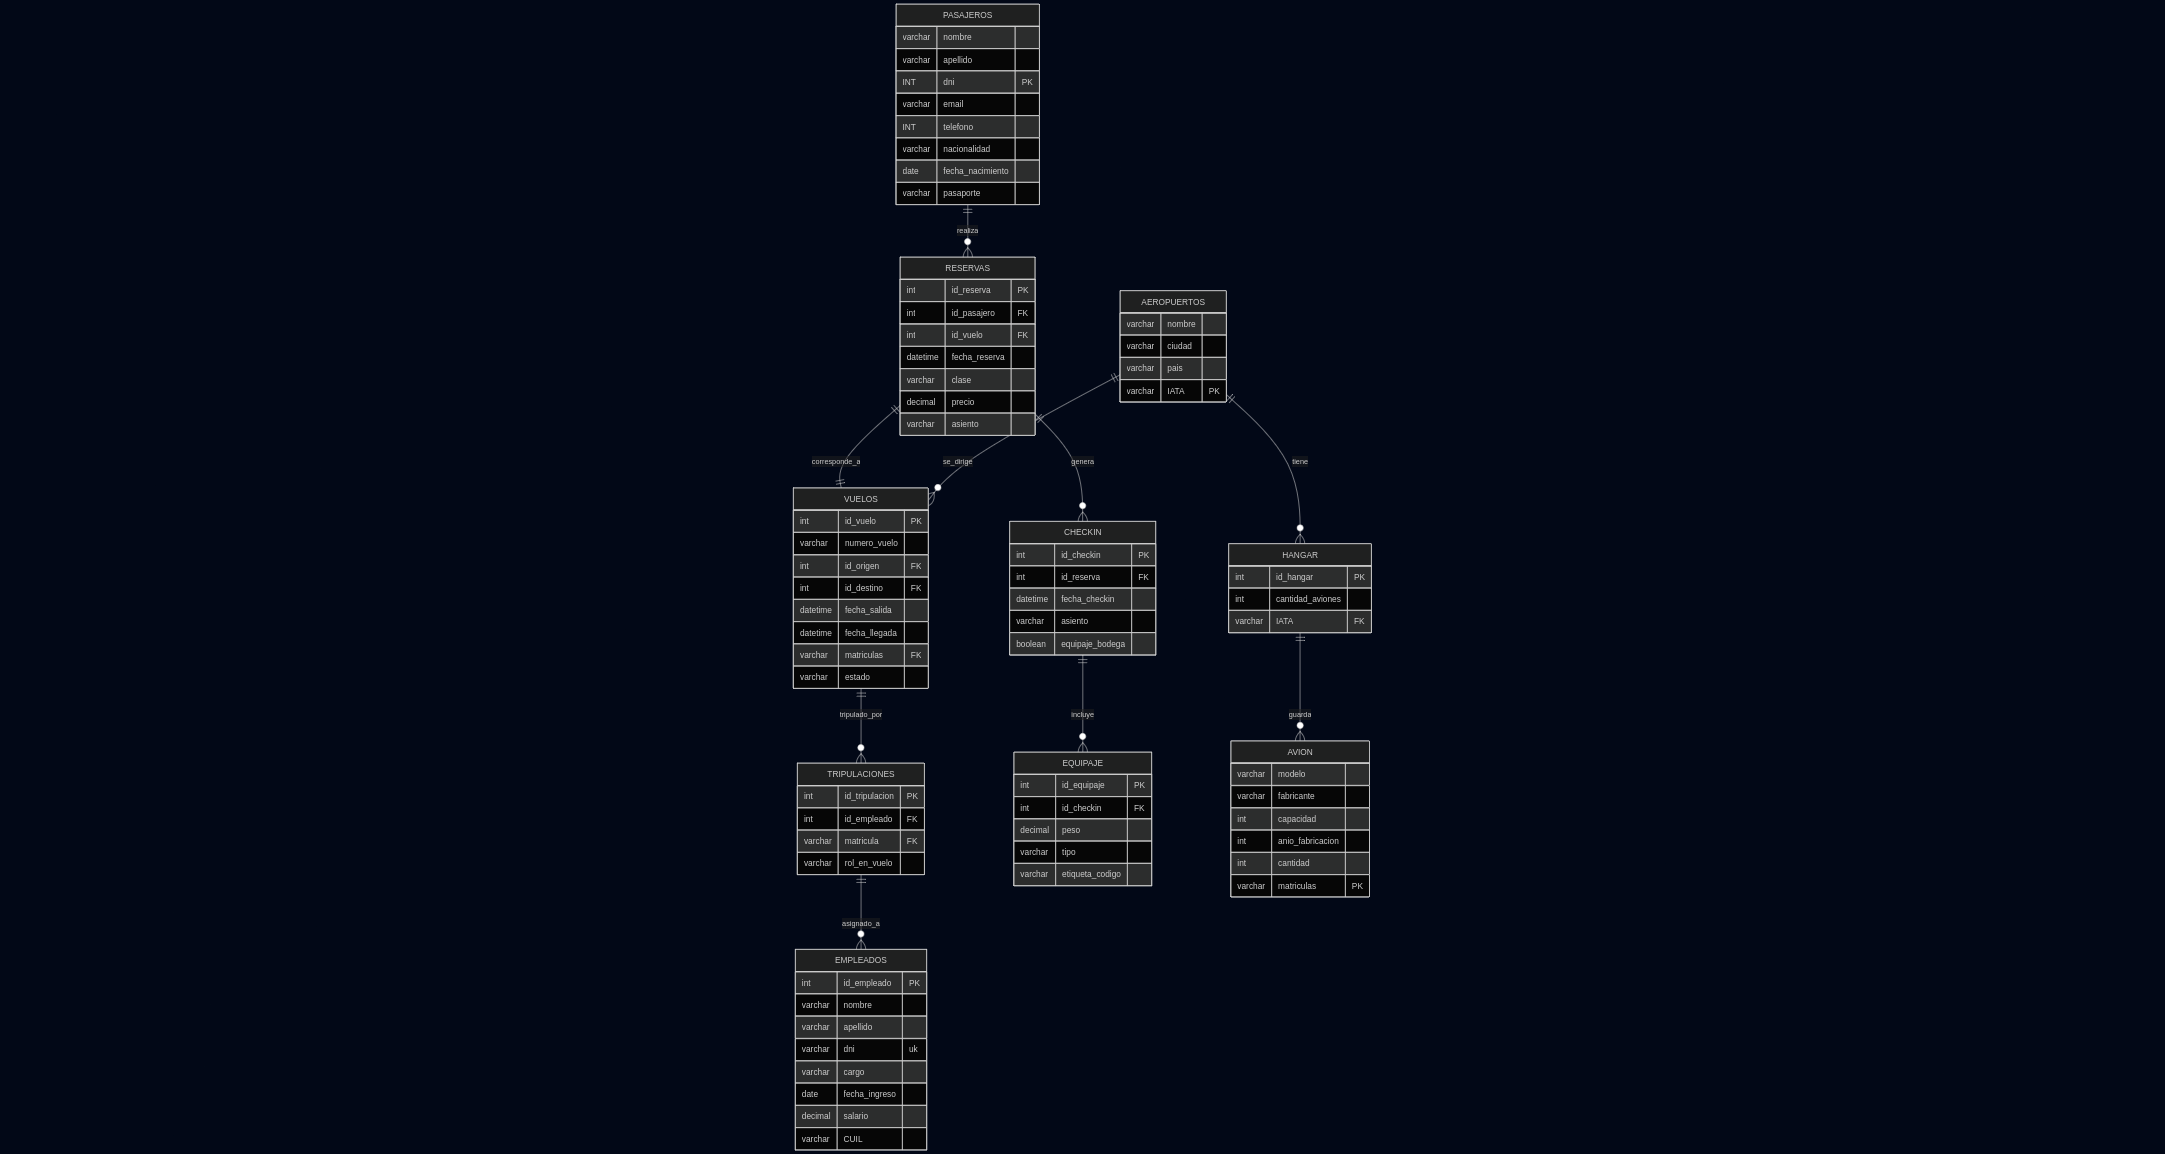 PASAJEROS
varchar nombre
varchar apellido
INT dni PK
varchar email
INT telefono
varchar nacionalidad
date fecha_nacimiento
varchar pasaporte
realiza
RESERVAS
int id_reserva PK
int id_pasajero FK
int id_vuelo FK
datetime fecha_reserva
varchar clase
decimal precio
varchar asiento
AEROPUERTOS
varchar nombre
varchar ciudad
varchar pais
varchar IATA PK
corresponde_a
se_dirige
genera
tiene
VUELOS
int id_vuelo PK
varchar numero_vuelo
int id_origen FK
int id_destino FK
datetime fecha_salida
datetime fecha_llegada
varchar matriculas FK
varchar estado
CHECKIN
int id_checkin PK
int id_reserva FK
datetime fecha_checkin
varchar asiento
boolean equipaje_bodega
HANGAR
int id_hangar PK
int cantidad_aviones
varchar IATA FK
tripulado_por
incluye
guarda
TRIPULACIONES
int id_tripulacion PK
int id_empleado FK
varchar matricula FK
varchar rol_en_vuelo
EQUIPAJE
int id_equipaje PK
int id_checkin FK
decimal peso
varchar tipo
varchar etiqueta_codigo
AVION
varchar modelo
varchar fabricante
int capacidad
int anio_fabricacion
int cantidad
varchar matriculas PK
asignado_a
EMPLEADOS
int id_empleado PK
varchar nombre
varchar apellido
varchar dni uk
varchar cargo
date fecha_ingreso
decimal salario
varchar CUIL